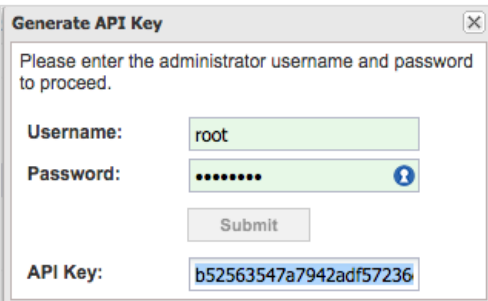 Generate API Key
Please enter the administrator username and password
to proceed.
Username:
root
Password:
••••••••
Submit
API Key:
b52563547a7942adf57236